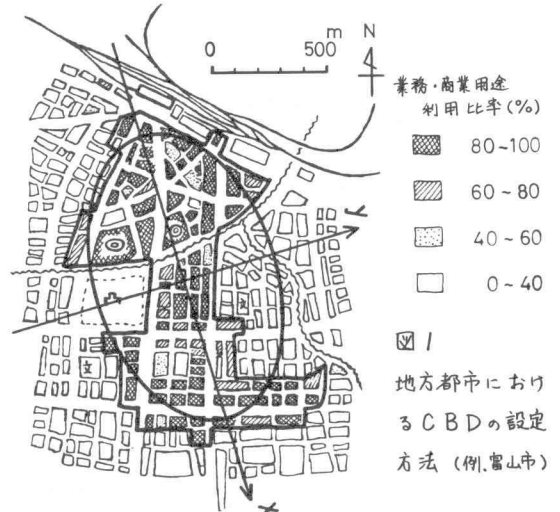 0 500 m
N
業務・商業用途
利用比率(%)
80~100
60~80
40~60
0~40
図1
地方都市におけ
るCBDの設定
方法 (例.富山市)
Y
X
文
文